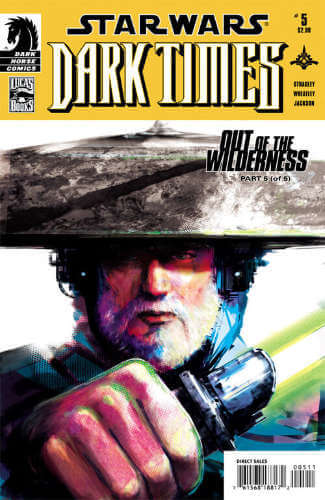 STAR WARS
DARK TIMES
DARK
HORSE
COMICS
LUCAS
BOOKS
#5
$2.99
STRADLEY
WHEATLEY
JACKSON
OUT OF THE
WILDERNESS
PART 5 (of 5)
DIRECT SALES
00511